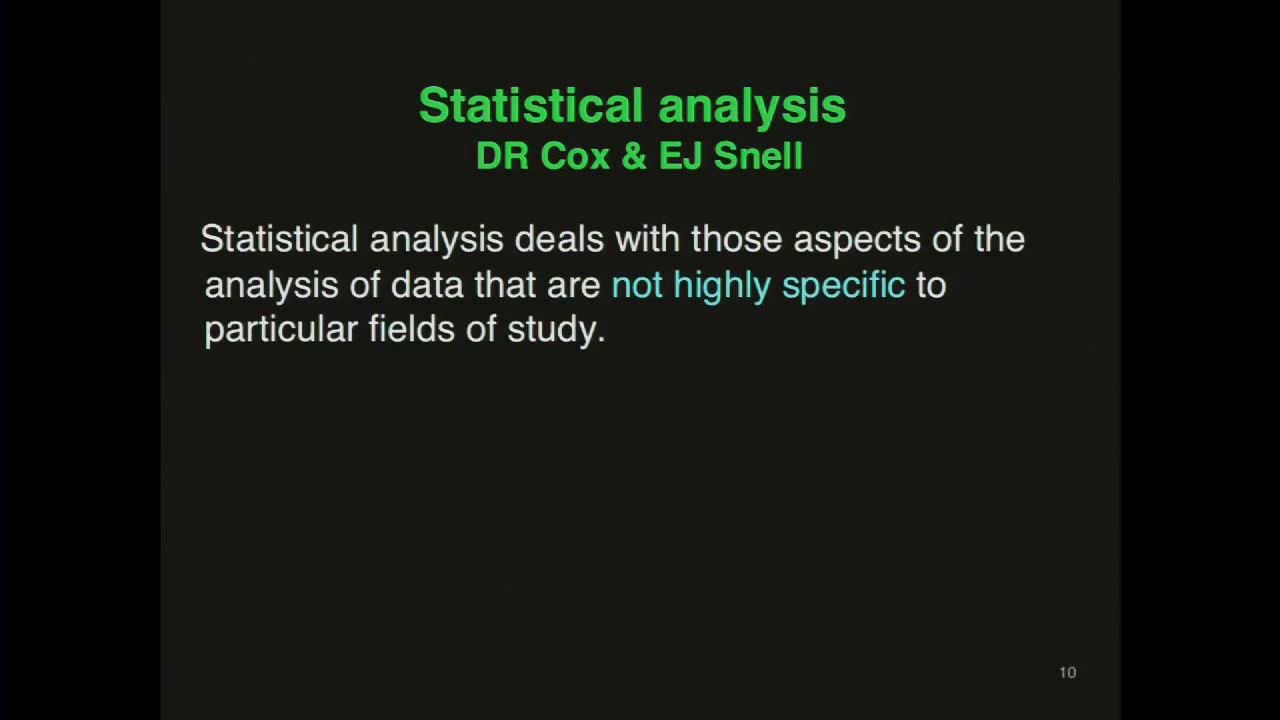 Statistical analysis
DR Cox & EJ Snell
Statistical analysis deals with those aspects of the
analysis of data that are not highly specific to
particular fields of study.
10